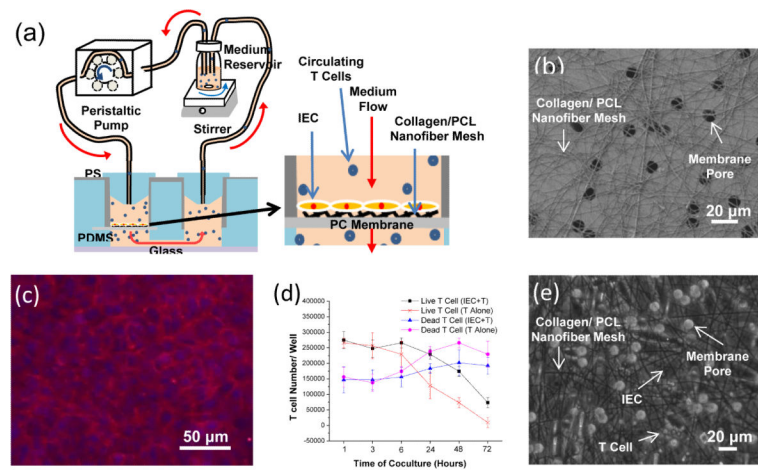 (a)
Medium
Reservoir
Peristaltic
Pump
Stirrer
PS
PDMS
Glass
Circulating
T Cells
Medium
Flow
IEC
Collagen/PCL
Nanofiber Mesh
PC Membrane
(b)
Collagen/ PCL
Nanofiber Mesh
Membrane
Pore
20 µm
(c)
50 µm
(d)
Live T Cell (IEC+T)
Live T Cell (T Alone)
Dead T Cell (IEC+T)
Dead T Cell (T Alone)
T cell Number/ Well
400000
350000
300000
250000
200000
150000
100000
50000
0
-50000
1 3 6 24 48 72
Time of Coculture (Hours)
(e)
Collagen/ PCL
Nanofiber Mesh
Membrane
Pore
IEC
T Cell
20 µm